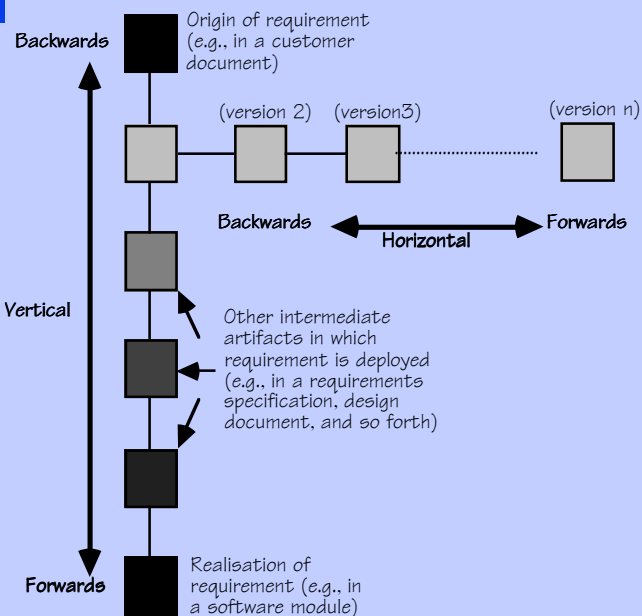 Origin of requirement
(e.g., in a customer
document)
Backwards
(version 2)
(version3)
(version n)
Backwards
Forwards
Horizontal
Vertical
Other intermediate
artifacts in which
requirement is deployed
(e.g., in a requirements
specification, design
document, and so forth)
Realisation of
requirement (e.g., in
a software module)
Forwards